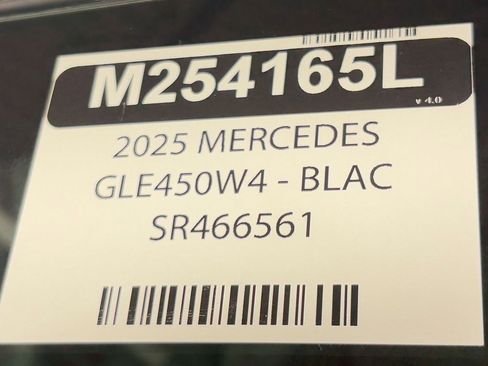 M254165L
v 4.0
2025 MERCEDES
GLE450W4 - BLAC
SR466561